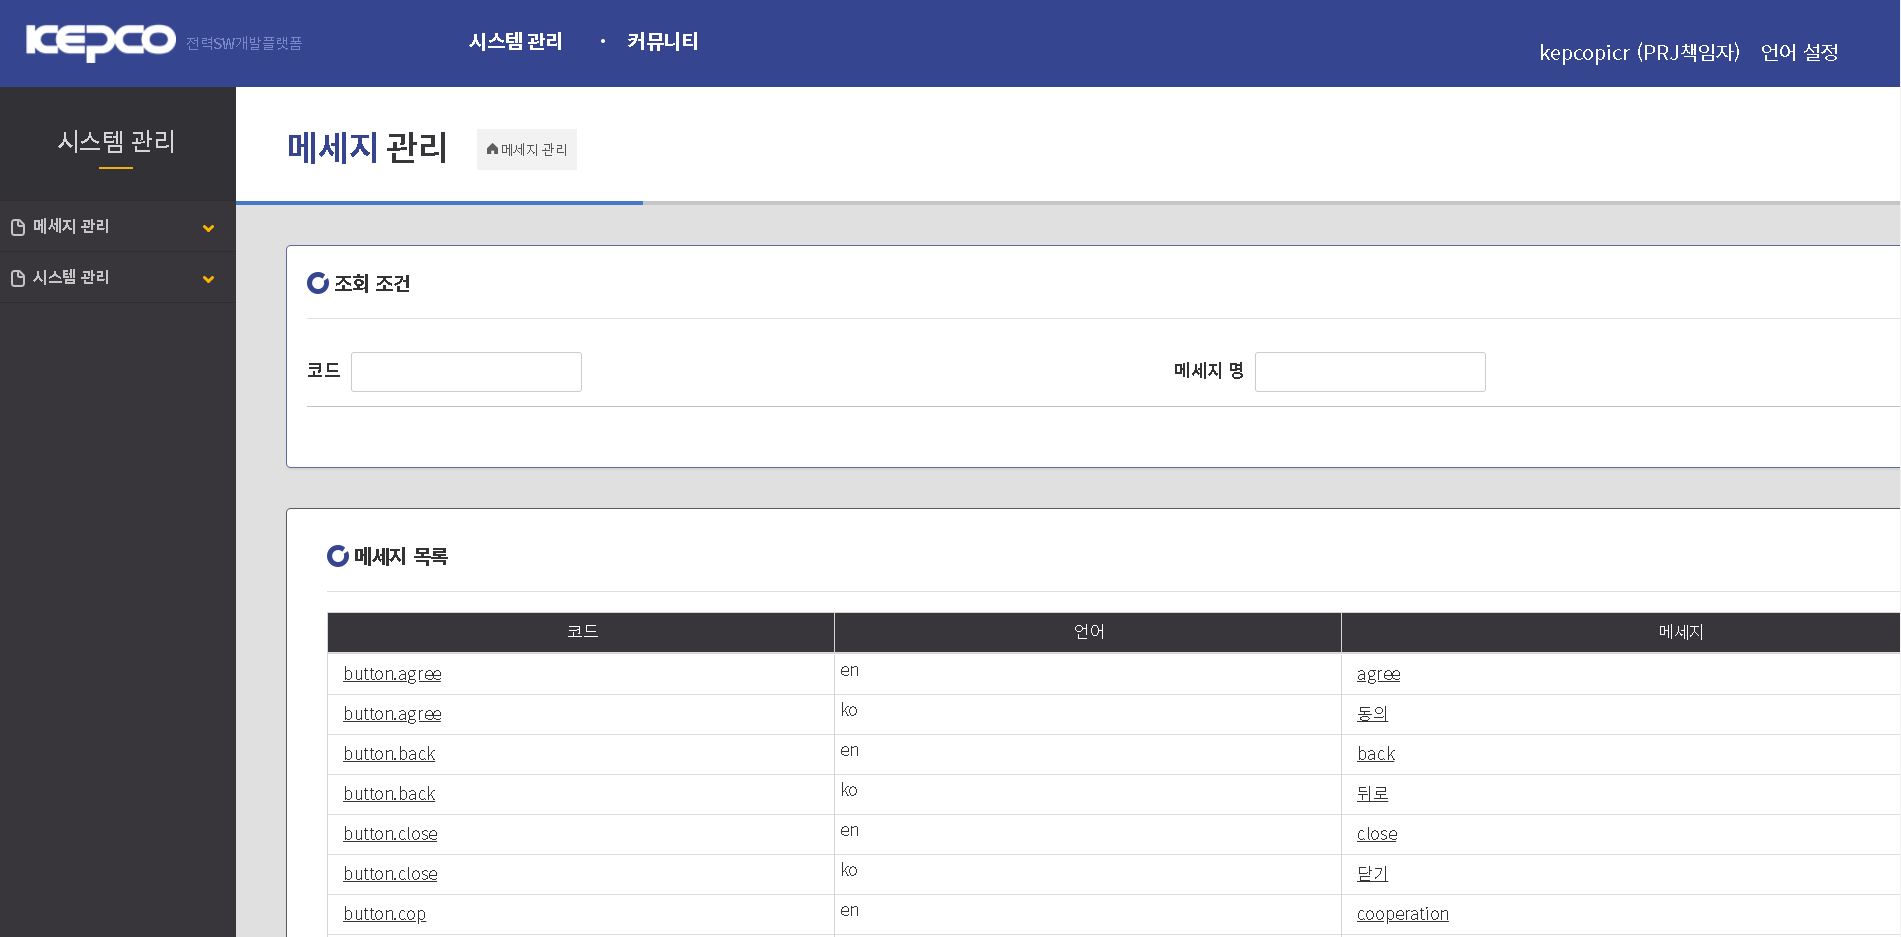 KEPCO 전력SW개발플랫폼
시스템 관리 · 커뮤니티
kepcopicr (PRJ책임자) 언어 설정
시스템 관리
메세지 관리
시스템 관리
메세지 관리
메세지 관리
조회 조건
코드
메세지 명
메세지 목록
코드 언어 메세지
button.agree en agree
button.agree ko 동의
button.back en back
button.back ko 뒤로
button.close en close
button.close ko 닫기
button.cop en cooperation